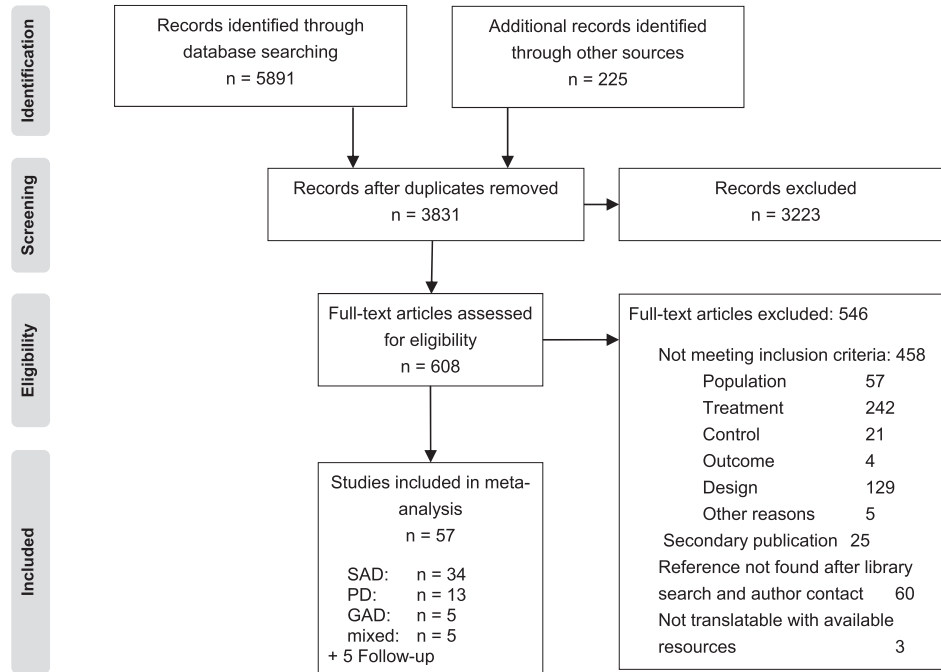 Identification
Records identified through
database searching
n = 5891
Additional records identified
through other sources
n = 225
Screening
Records after duplicates removed
n = 3831
Records excluded
n = 3223
Eligibility
Full-text articles assessed
for eligibility
n = 608
Full-text articles excluded: 546
Not meeting inclusion criteria: 458
Population 57
Treatment 242
Control 21
Outcome 4
Design 129
Other reasons 5
Secondary publication 25
Reference not found after library
search and author contact 60
Not translatable with available
resources 3
Included
Studies included in meta-
analysis
n = 57
SAD: n = 34
PD: n = 13
GAD: n = 5
mixed: n = 5
+ 5 Follow-up